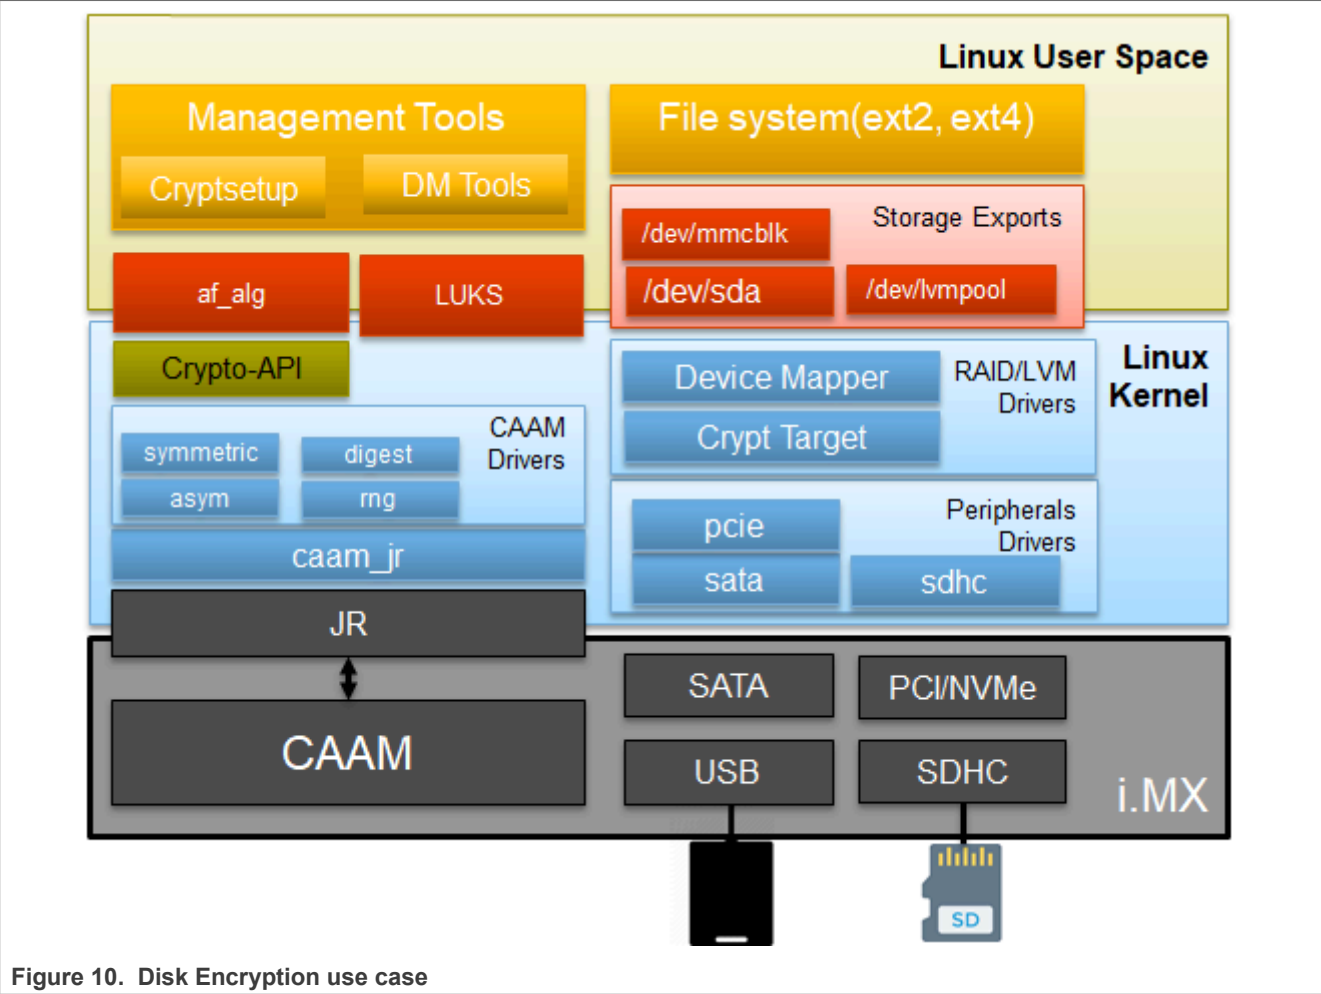 Linux User Space
Management Tools
Cryptsetup
DM Tools
File system(ext2, ext4)
Storage Exports
/dev/mmcblk
/dev/sda
/dev/lvmpool
af_alg
LUKS
Crypto-API
Linux
Kernel
CAAM
Drivers
symmetric
digest
asym
rng
caam_jr
Device Mapper
Crypt Target
RAID/LVM
Drivers
Peripherals
Drivers
pcie
sata
sdhc
JR
CAAM
SATA
PCI/NVMe
USB
SDHC
i.MX
SD
Figure 10. Disk Encryption use case